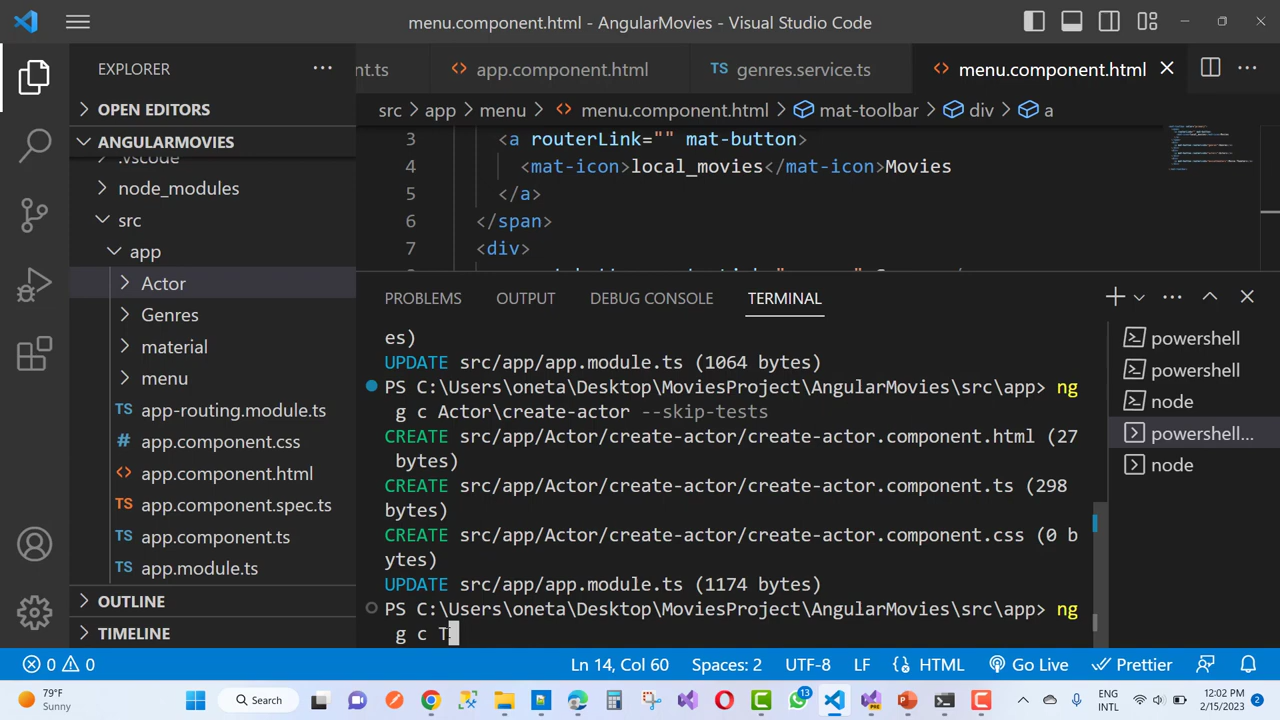 menu.component.html - AngularMovies - Visual Studio Code
EXPLORER
OPEN EDITORS
ANGULARMOVIES
.vscode
node_modules
src
app
Actor
Genres
material
menu
TS app-routing.module.ts
# app.component.css
<> app.component.html
TS app.component.spec.ts
TS app.component.ts
TS app.module.ts
OUTLINE
TIMELINE
nt.ts
<> app.component.html
TS genres.service.ts
<> menu.component.html
src > app > menu > <> menu.component.html > mat-toolbar > div > a
3 <a routerLink="" mat-button>
4 <mat-icon>local_movies</mat-icon>Movies
5 </a>
6 </span>
7 <div>
PROBLEMS OUTPUT DEBUG CONSOLE TERMINAL
es)
UPDATE src/app/app.module.ts (1064 bytes)
PS C:\Users\oneta\Desktop\MoviesProject\AngularMovies\src\app> ng
g c Actor\create-actor --skip-tests
CREATE src/app/Actor/create-actor/create-actor.component.html (27
bytes)
CREATE src/app/Actor/create-actor/create-actor.component.ts (298
bytes)
CREATE src/app/Actor/create-actor/create-actor.component.css (0 b
ytes)
UPDATE src/app/app.module.ts (1174 bytes)
PS C:\Users\oneta\Desktop\MoviesProject\AngularMovies\src\app> ng
g c T
powershell
powershell
node
powershell...
node
0 0 Ln 14, Col 60 Spaces: 2 UTF-8 LF HTML Go Live Prettier
79°F
Sunny
Search
13
ENG
INTL
12:02 PM
2/15/2023
2